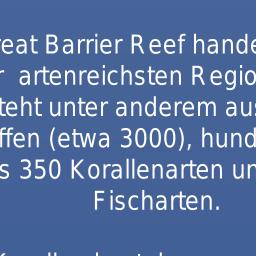 reat Barrier Reef hande
r artenreichsten Regio
teht unter anderem aus
ffen (etwa 3000), hund
s 350 Korallenarten un
Fischarten.